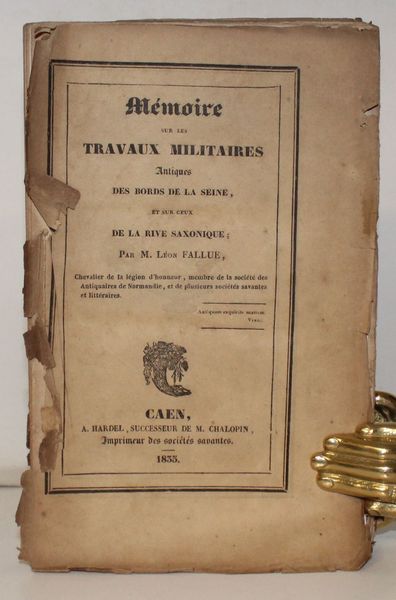 Mémoire
SUR LES
TRAVAUX MILITAIRES
Antiques
DES BORDS DE LA SEINE,
ET SUR CEUX
DE LA RIVE SAXONIQUE;
PAR M. LÉON FALLUE,
Chevalier de la légion d'honneur, membre de la société des
Antiquaires de Normandie, et de plusieurs sociétés savantes
et littéraires.
Antiquam exquirite matrem.
VIRG.
CAEN,
A. HARDEL, SUCCESSEUR DE M. CHALOPIN,
Imprimeur des sociétés savantes.
1835.